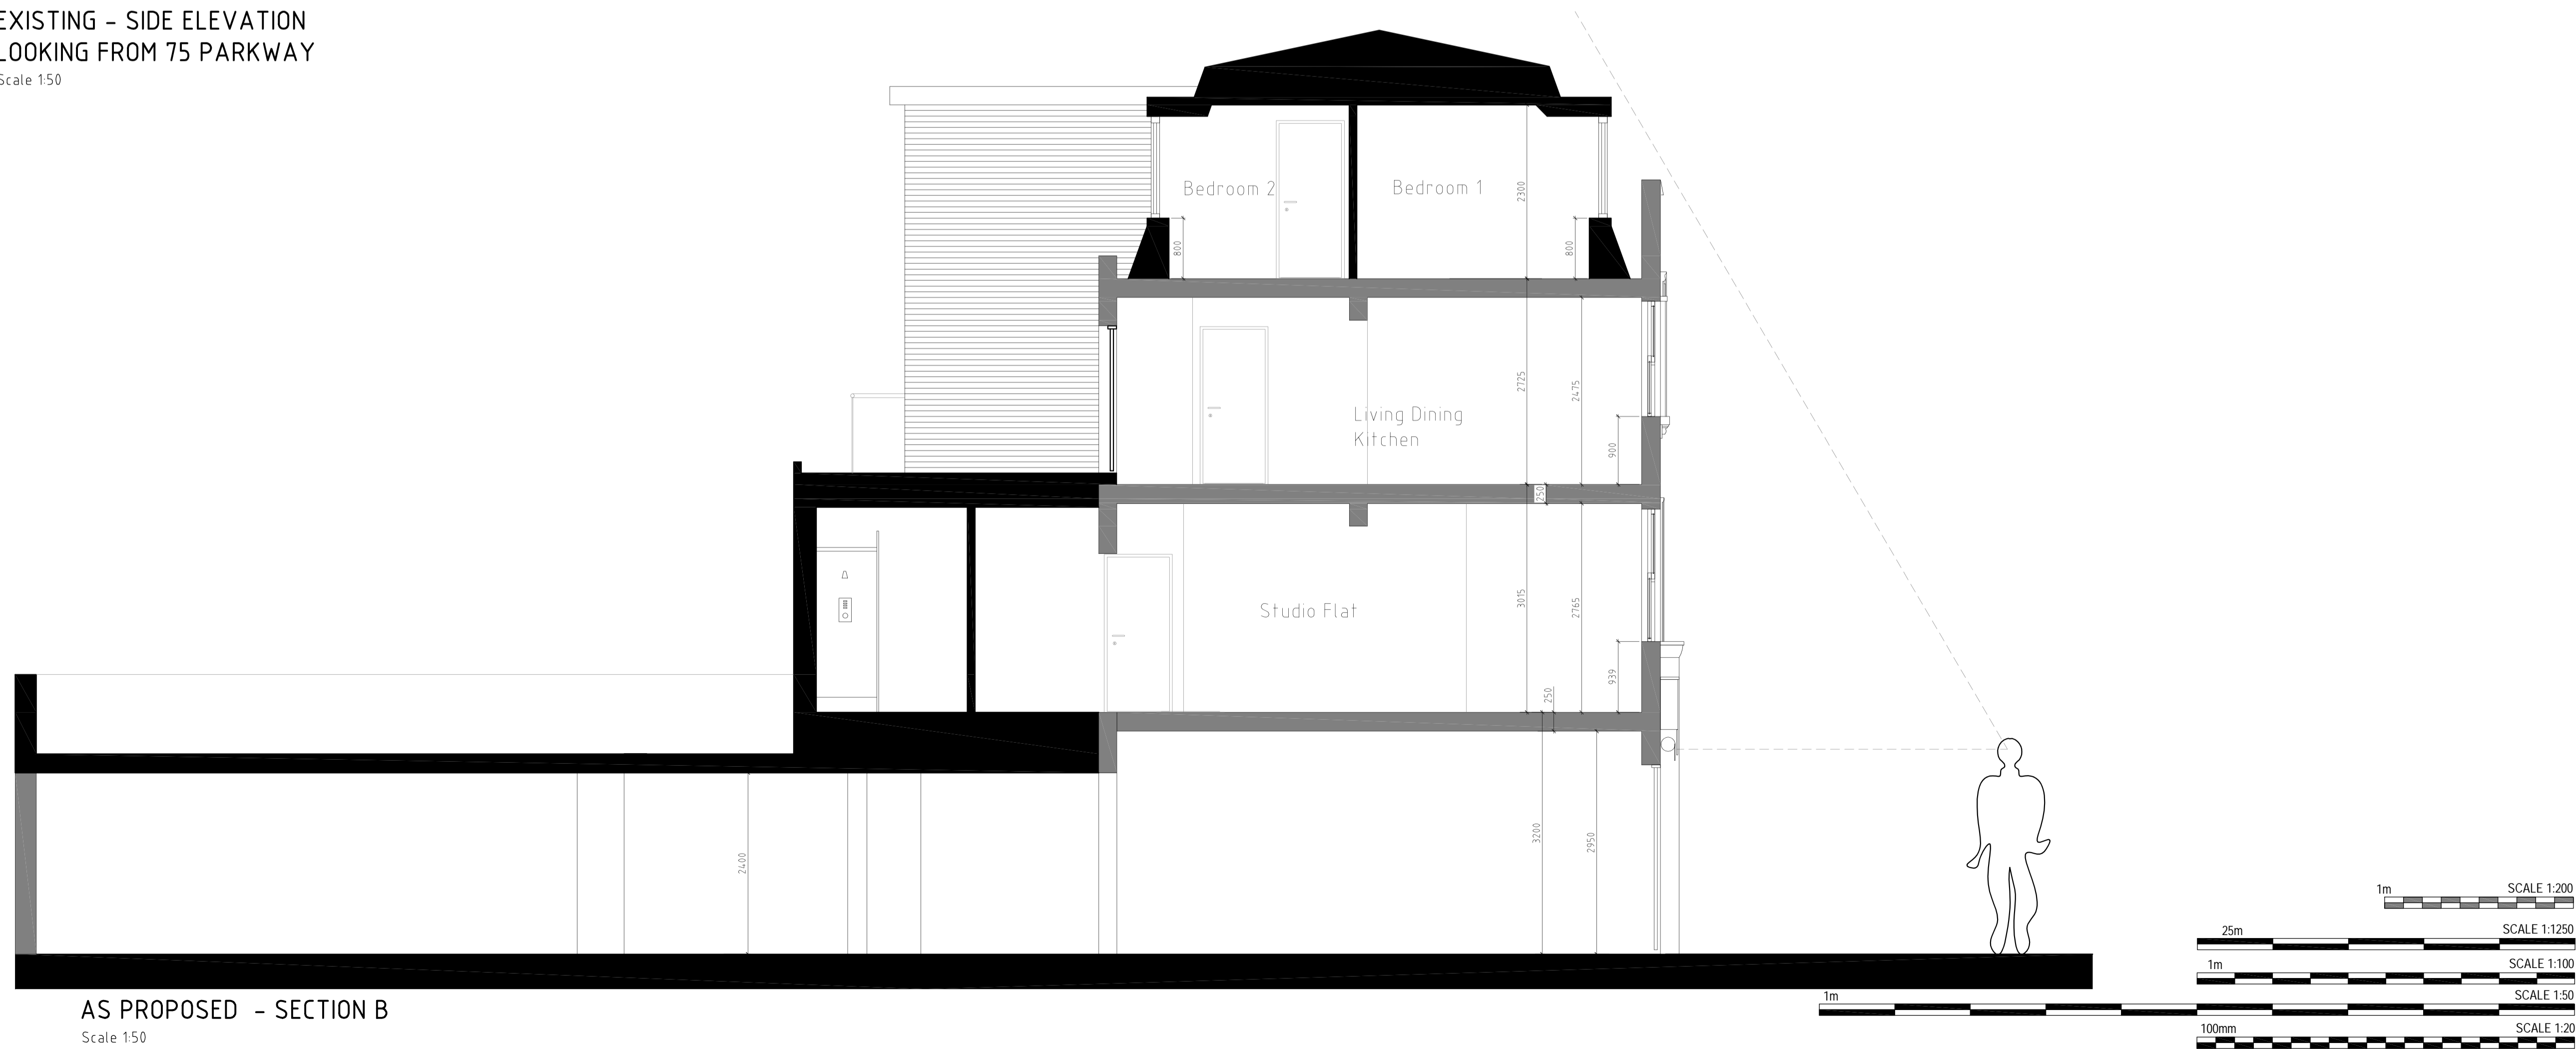 EXISTING - SIDE ELEVATION
LOOKING FROM 75 PARKWAY
Scale 1:50
Bedroom 2
Bedroom 1
2300
800
800
2725
2475
Living Dining
Kitchen
900
250
3015
2765
Studio Flat
939
250
3200
2950
2400
1m SCALE 1:200
25m SCALE 1:1250
1m SCALE 1:100
1m SCALE 1:50
100mm SCALE 1:20
AS PROPOSED - SECTION B
Scale 1:50